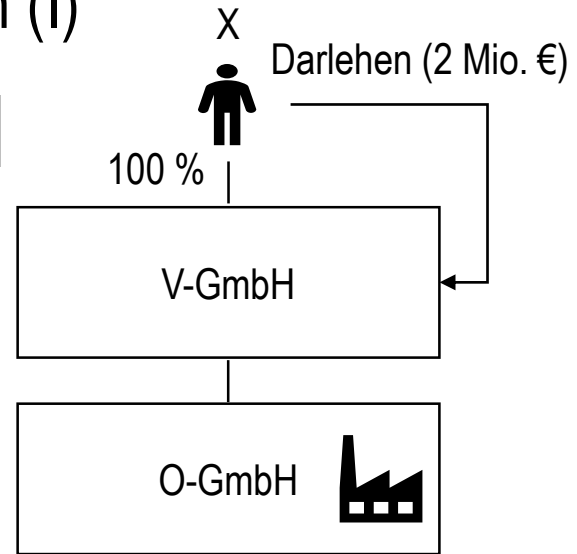 (I)
X
Darlehen (2 Mio. €)
100 %
V-GmbH
O-GmbH